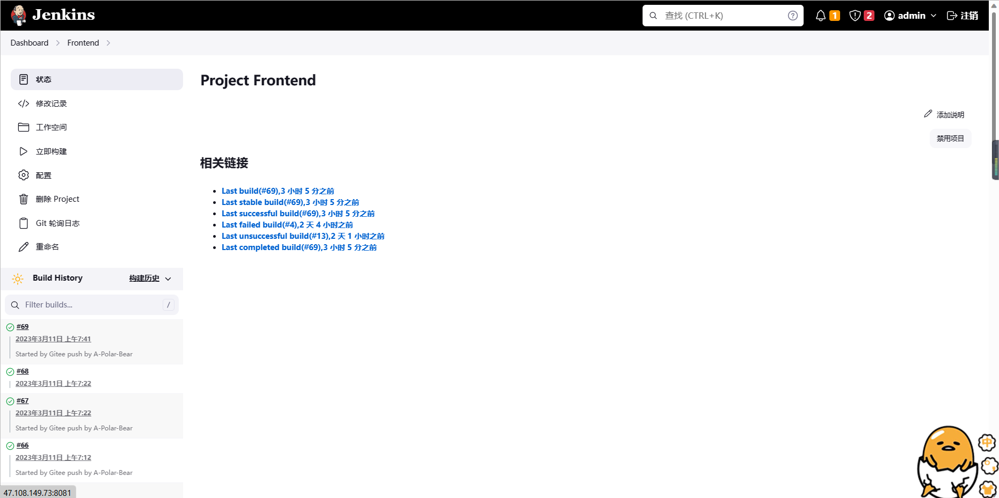 Jenkins
查找 (CTRL+K)
1
2
admin
注销
Dashboard
Frontend
状态
修改记录
工作空间
立即构建
配置
删除 Project
Git 轮询日志
重命名
Build History
构建历史
Filter builds...
/
#69
2023年3月11日 上午7:41
Started by Gitee push by A-Polar-Bear
#68
2023年3月11日 上午7:22
#67
2023年3月11日 上午7:22
Started by Gitee push by A-Polar-Bear
#66
2023年3月11日 上午7:12
Started by Gitee push by A-Polar-Bear
47.108.149.73:8081
Project Frontend
添加说明
禁用项目
相关链接
Last build(#69),3 小时 5 分之前
Last stable build(#69),3 小时 5 分之前
Last successful build(#69),3 小时 5 分之前
Last failed build(#4),2 天 4 小时之前
Last unsuccessful build(#13),2 天 1 小时之前
Last completed build(#69),3 小时 5 分之前
中